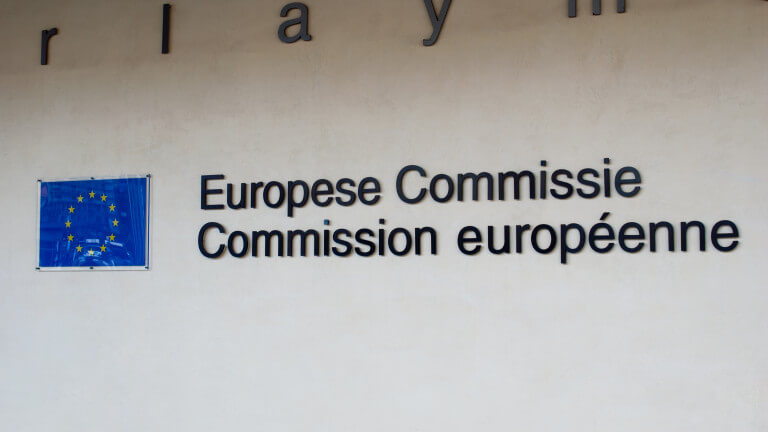 r l a y m
Europese Commissie
Commission européenne